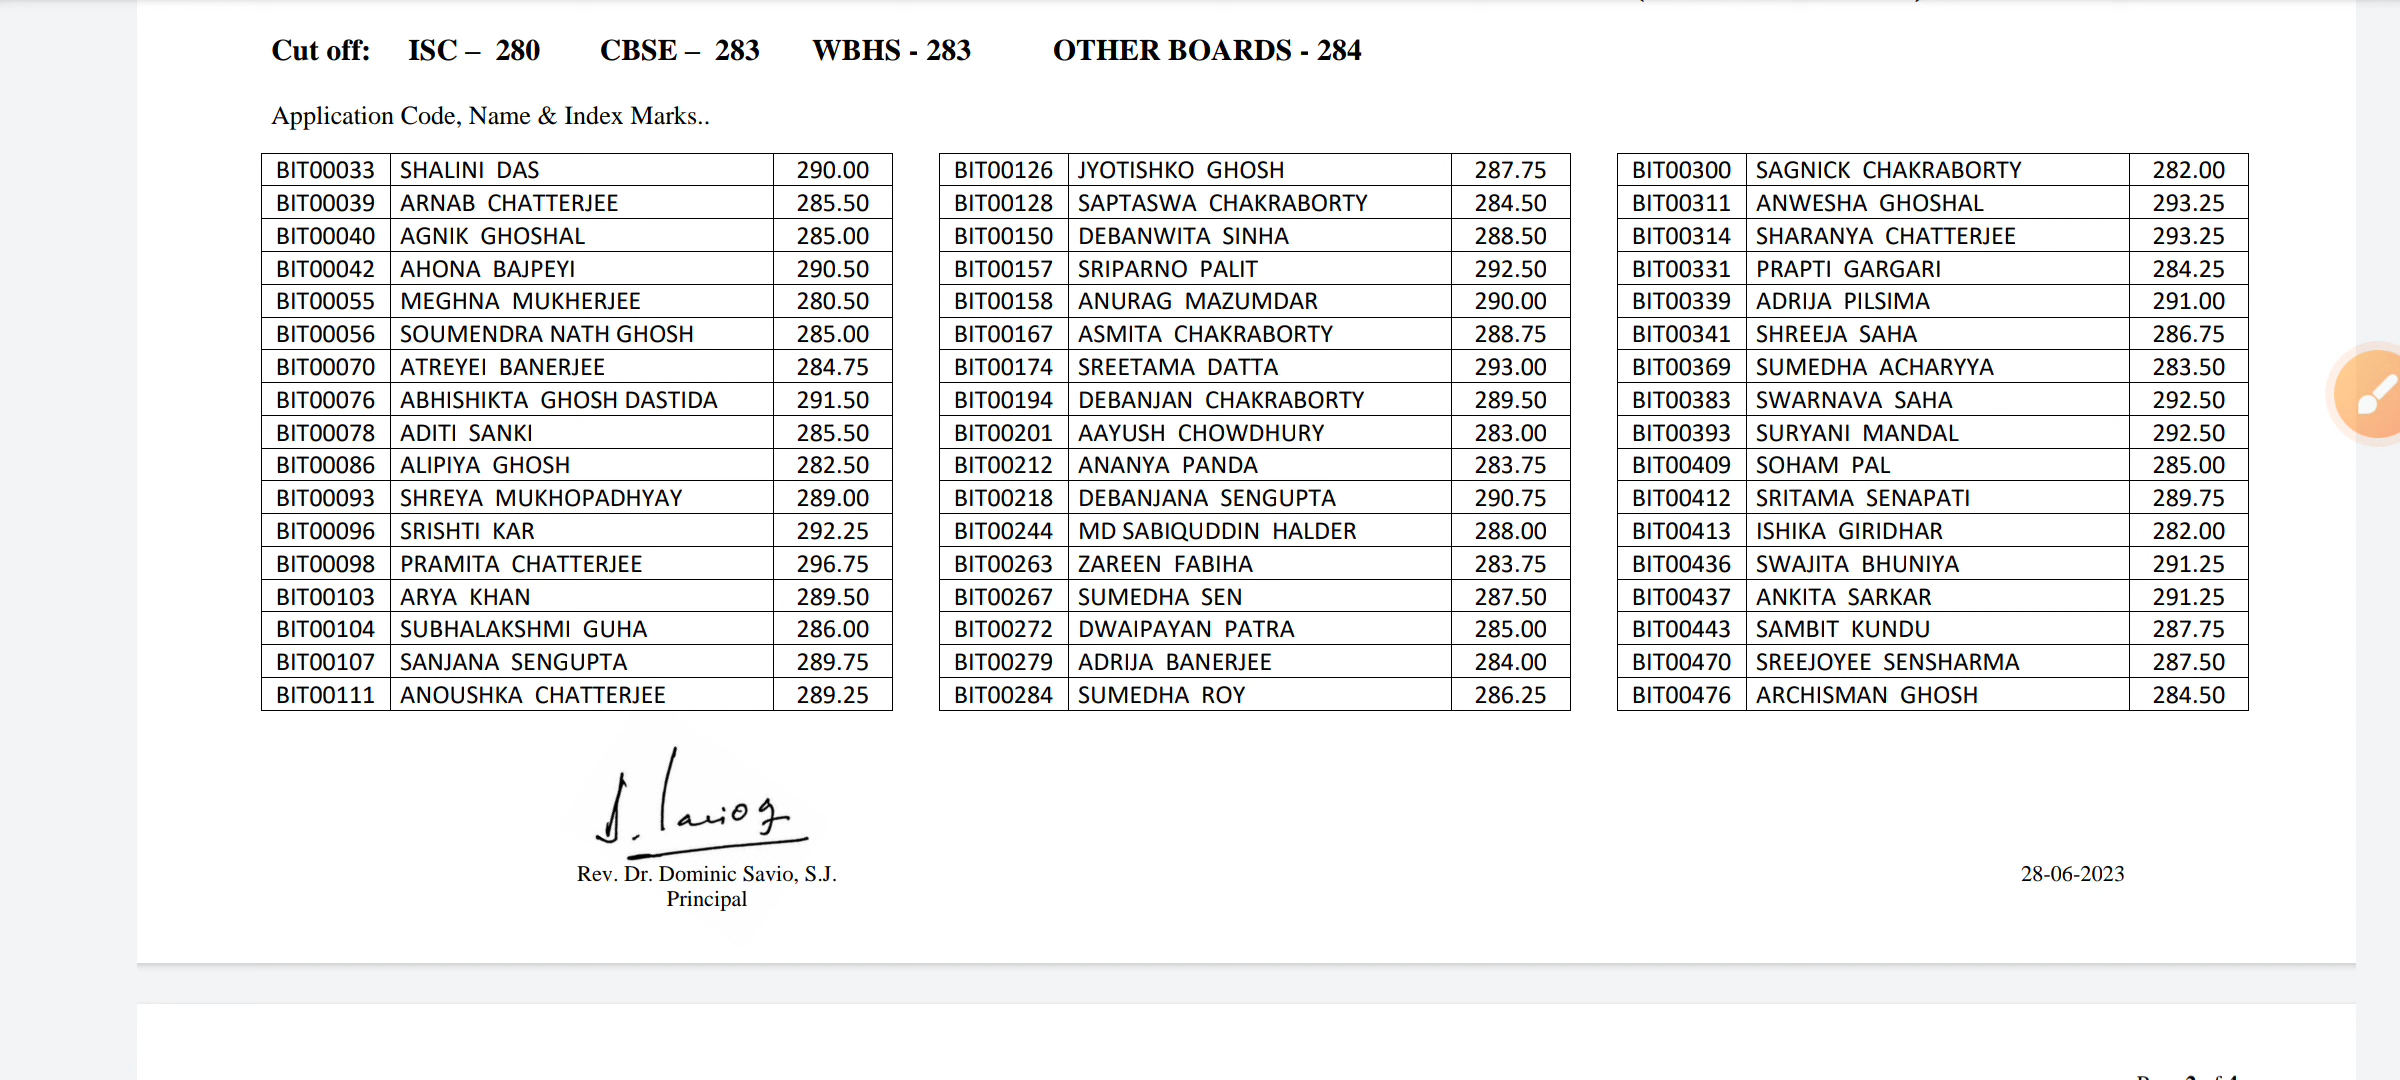 Cut off: ISC – 280 CBSE – 283 WBHS - 283 OTHER BOARDS - 284
Application Code, Name & Index Marks..
BIT00033 SHALINI DAS 290.00
BIT00039 ARNAB CHATTERJEE 285.50
BIT00040 AGNIK GHOSHAL 285.00
BIT00042 AHONA BAJPEYI 290.50
BIT00055 MEGHNA MUKHERJEE 280.50
BIT00056 SOUMENDRA NATH GHOSH 285.00
BIT00070 ATREYEI BANERJEE 284.75
BIT00076 ABHISHIKTA GHOSH DASTIDA 291.50
BIT00078 ADITI SANKI 285.50
BIT00086 ALIPIYA GHOSH 282.50
BIT00093 SHREYA MUKHOPADHYAY 289.00
BIT00096 SRISHTI KAR 292.25
BIT00098 PRAMITA CHATTERJEE 296.75
BIT00103 ARYA KHAN 289.50
BIT00104 SUBHALAKSHMI GUHA 286.00
BIT00107 SANJANA SENGUPTA 289.75
BIT00111 ANOUSHKA CHATTERJEE 289.25
BIT00126 JYOTISHKO GHOSH 287.75
BIT00128 SAPTASWA CHAKRABORTY 284.50
BIT00150 DEBANWITA SINHA 288.50
BIT00157 SRIPARNO PALIT 292.50
BIT00158 ANURAG MAZUMDAR 290.00
BIT00167 ASMITA CHAKRABORTY 288.75
BIT00174 SREETAMA DATTA 293.00
BIT00194 DEBANJAN CHAKRABORTY 289.50
BIT00201 AAYUSH CHOWDHURY 283.00
BIT00212 ANANYA PANDA 283.75
BIT00218 DEBANJANA SENGUPTA 290.75
BIT00244 MD SABIQUDDIN HALDER 288.00
BIT00263 ZAREEN FABIHA 283.75
BIT00267 SUMEDHA SEN 287.50
BIT00272 DWAIPAYAN PATRA 285.00
BIT00279 ADRIJA BANERJEE 284.00
BIT00284 SUMEDHA ROY 286.25
BIT00300 SAGNICK CHAKRABORTY 282.00
BIT00311 ANWESHA GHOSHAL 293.25
BIT00314 SHARANYA CHATTERJEE 293.25
BIT00331 PRAPTI GARGARI 284.25
BIT00339 ADRIJA PILSIMA 291.00
BIT00341 SHREEJA SAHA 286.75
BIT00369 SUMEDHA ACHARYYA 283.50
BIT00383 SWARNAVA SAHA 292.50
BIT00393 SURYANI MANDAL 292.50
BIT00409 SOHAM PAL 285.00
BIT00412 SRITAMA SENAPATI 289.75
BIT00413 ISHIKA GIRIDHAR 282.00
BIT00436 SWAJITA BHUNIYA 291.25
BIT00437 ANKITA SARKAR 291.25
BIT00443 SAMBIT KUNDU 287.75
BIT00470 SREEJOYEE SENSHARMA 287.50
BIT00476 ARCHISMAN GHOSH 284.50
Rev. Dr. Dominic Savio, S.J.
Principal
28-06-2023